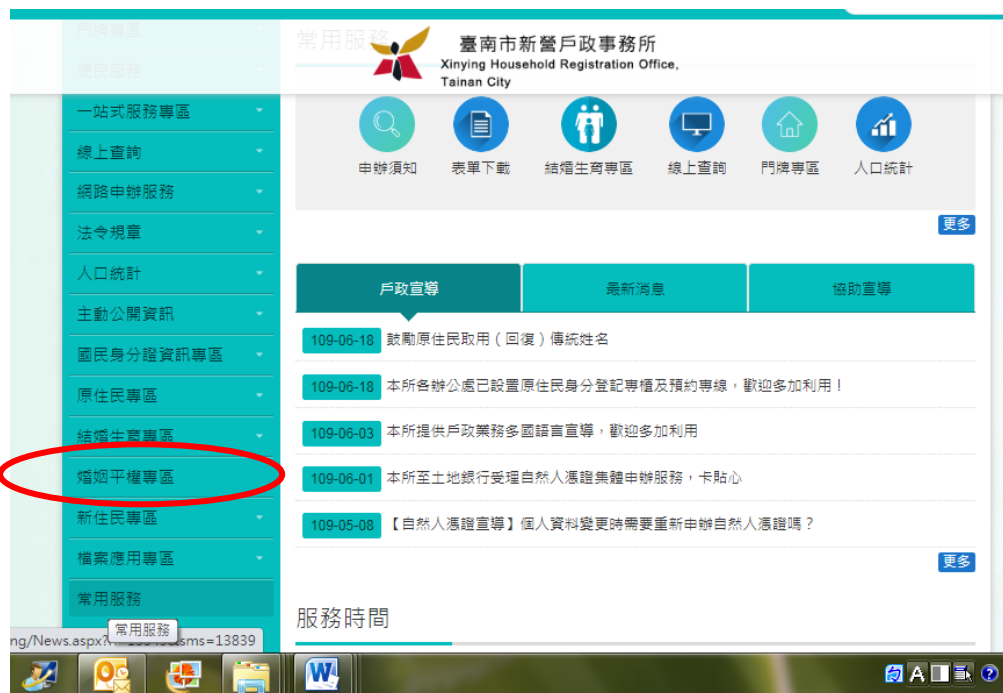 門牌專區
便民服務
一站式服務專區
線上查詢
網路申辦服務
法令規章
人口統計
主動公開資訊
國民身分證資訊專區
原住民專區
結婚生育專區
婚姻平權專區
新住民專區
檔案應用專區
常用服務
常用服務
ng/News.aspx?
sms=13839
常用服務
臺南市新營戶政事務所
Xinying Household Registration Office,
Tainan City
申辦須知
表單下載
結婚生育專區
線上查詢
門牌專區
人口統計
更多
戶政宣導
最新消息
協助宣導
109-06-18 鼓勵原住民取用（回復）傳統姓名
109-06-18 本所各辦公處已設置原住民身分登記專櫃及預約專線，歡迎多加利用！
109-06-03 本所提供戶政業務多國語言宣導，歡迎多加利用
109-06-01 本所至土地銀行受理自然人憑證集體申辦服務，卡貼心
109-05-08 【自然人憑證宣導】個人資料變更時需要重新申辦自然人憑證嗎？
更多
服務時間
A